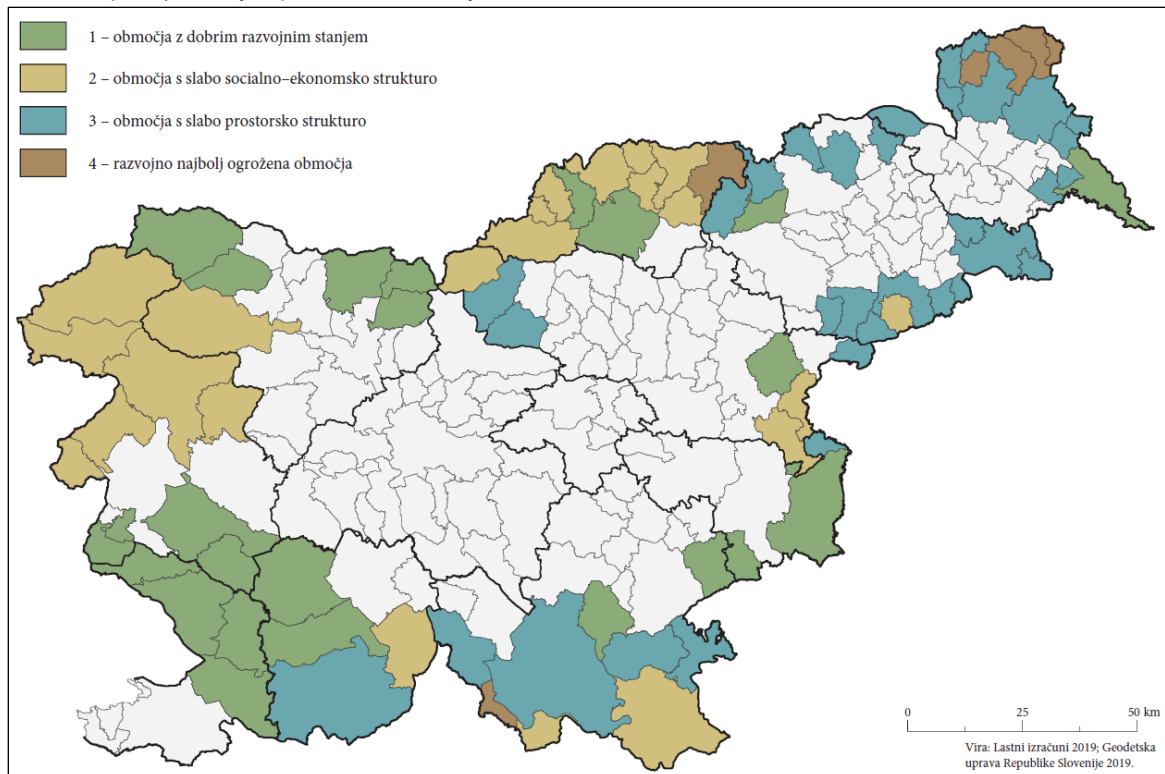 1 – območja z dobrim razvojnim stanjem
2 – območja s slabo socialno–ekonomsko strukturo
3 – območja s slabo prostorsko strukturo
4 – razvojno najbolj ogrožena območja
0 25 50 km
Vira: Lastni izračuni 2019; Geodetska
uprava Republike Slovenije 2019.